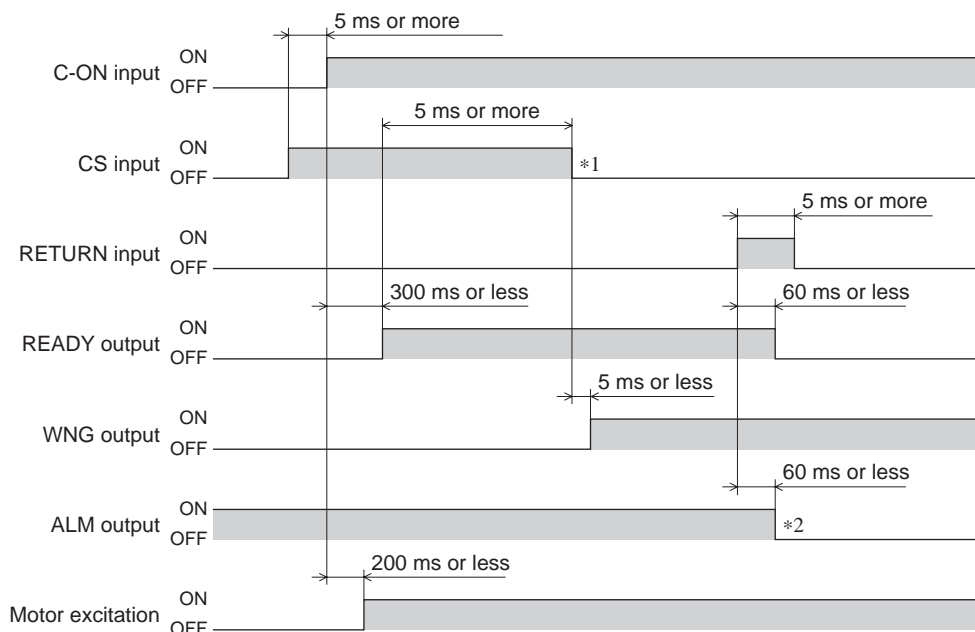 5 ms or more
ON
C-ON input
OFF
5 ms or more
ON
CS input
OFF
*1
5 ms or more
ON
RETURN input
OFF
300 ms or less
60 ms or less
ON
READY output
OFF
5 ms or less
ON
WNG output
OFF
60 ms or less
ON
ALM output
OFF
*2
200 ms or less
ON
Motor excitation
OFF